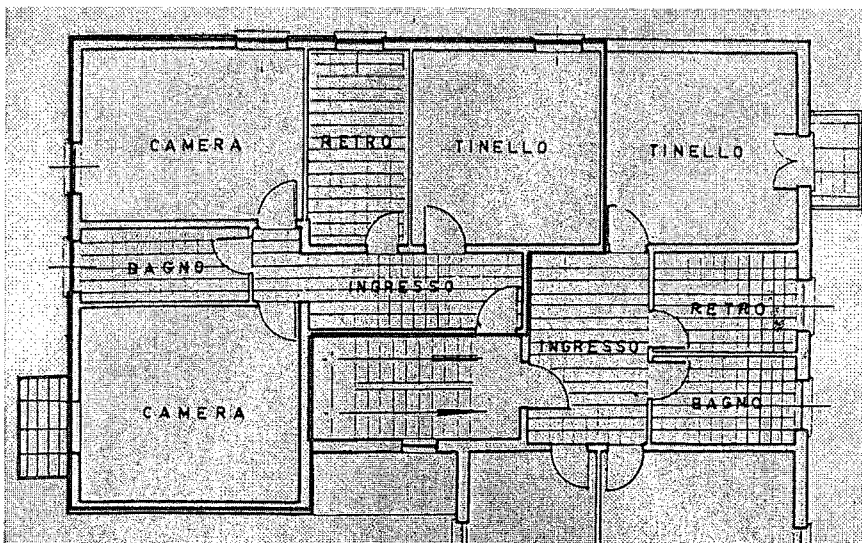 CAMERA
RETRO
TINELLO
TINELLO
BAGNO
INGRESSO
RETRO
INGRESSO
BAGNO
CAMERA